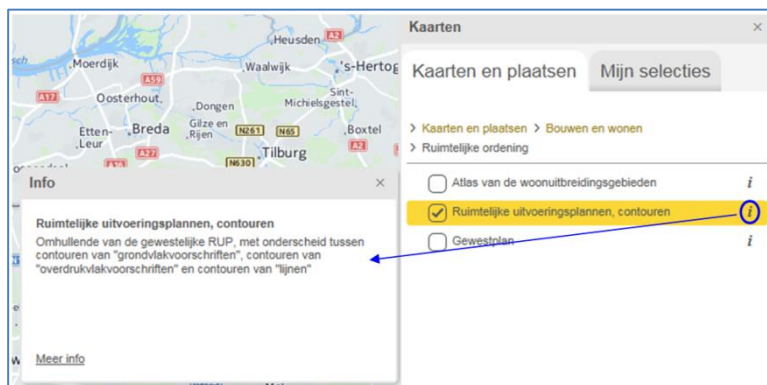 Heusden
A2
Moerdijk
Waalwijk
's-Hertog
A59
A17
Oosterhout
Sint-
Michielsgestel
Dongen
Etten-
Leur
Breda
Gilze en
Rijen
N261
N65
Boxtel
A27
Tilburg
A2
N630
Info
×
Ruimtelijke uitvoeringsplannen, contouren
Omhullende van de gewestelijke RUP, met onderscheid tussen
contouren van "grondvlakvoorschriften", contouren van
"overdrukvlakvoorschriften" en contouren van "lijnen"
Meer info
Kaarten
×
Kaarten en plaatsen Mijn selecties
> Kaarten en plaatsen > Bouwen en wonen
> Ruimtelijke ordening
Atlas van de woonuitbreidingsgebieden i
Ruimtelijke uitvoeringsplannen, contouren i
Gewestplan i